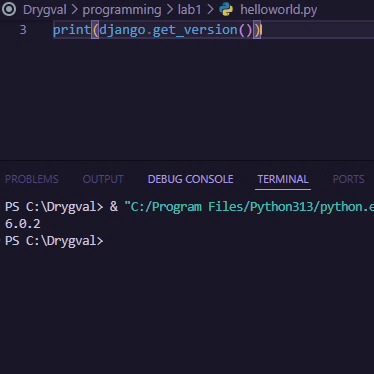 Drygval > programming > lab1 > helloworld.py
3 print(django.get_version())
PROBLEMS OUTPUT DEBUG CONSOLE TERMINAL PORTS
PS C:\Drygval> & "C:/Program Files/Python313/python.e
6.0.2
PS C:\Drygval>